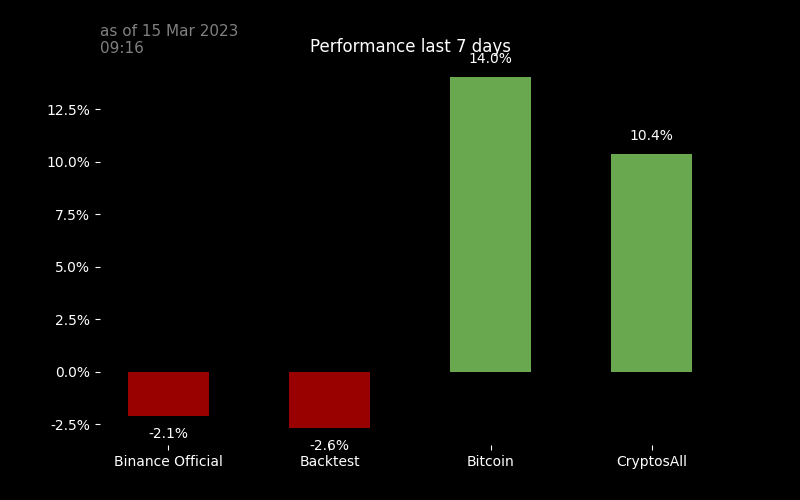 as of 15 Mar 2023
09:16
Performance last 7 days
14.0%
12.5%
10.4%
10.0%
7.5%
5.0%
2.5%
0.0%
-2.5%
-2.1%
-2.6%
Binance Official
Backtest
Bitcoin
CryptosAll